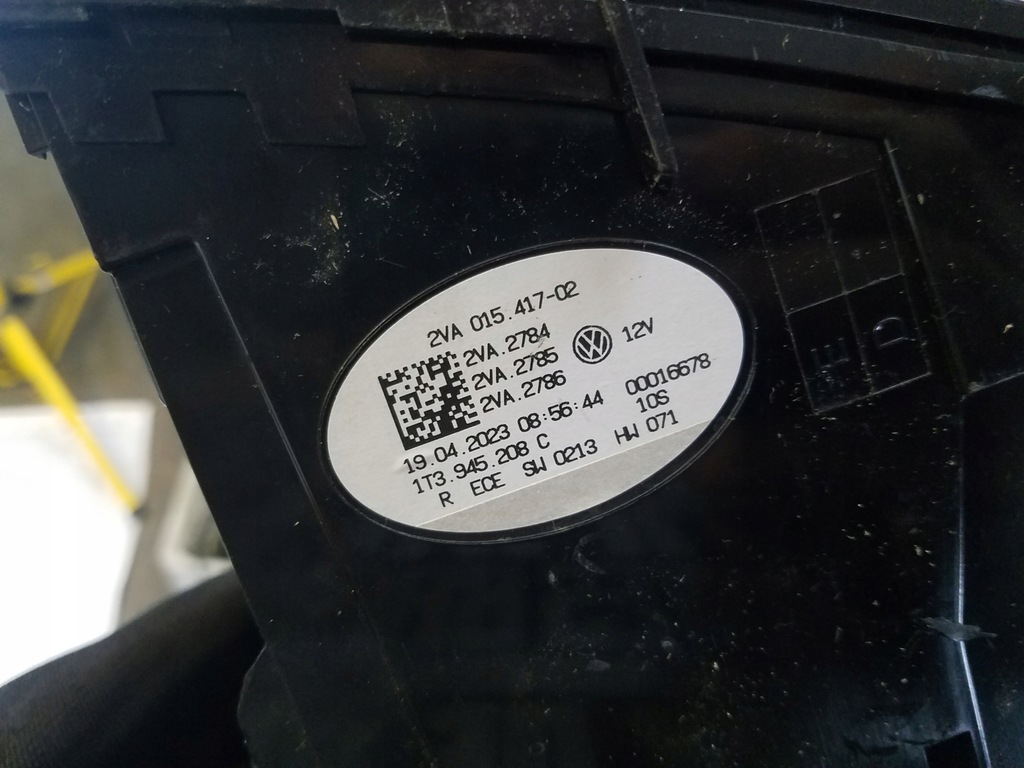 2VA 015.417-02
2VA.2784
2VA.2785 12V
2VA.2786
19.04.2023 08:56:44 00016678
1T3.945.208 C 10S
R ECE SW 0213 HW 071